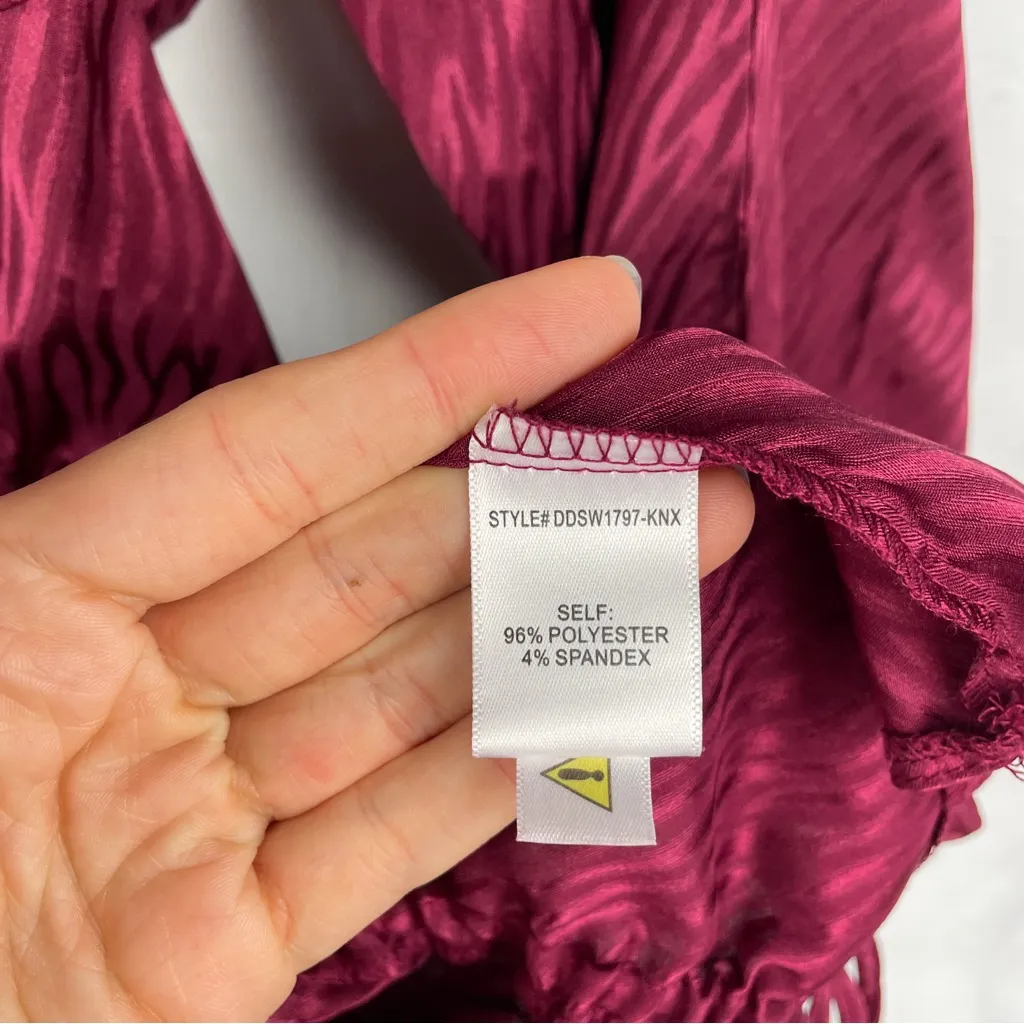 STYLE# DDSW1797-KNX
SELF:
96% POLYESTER
4% SPANDEX